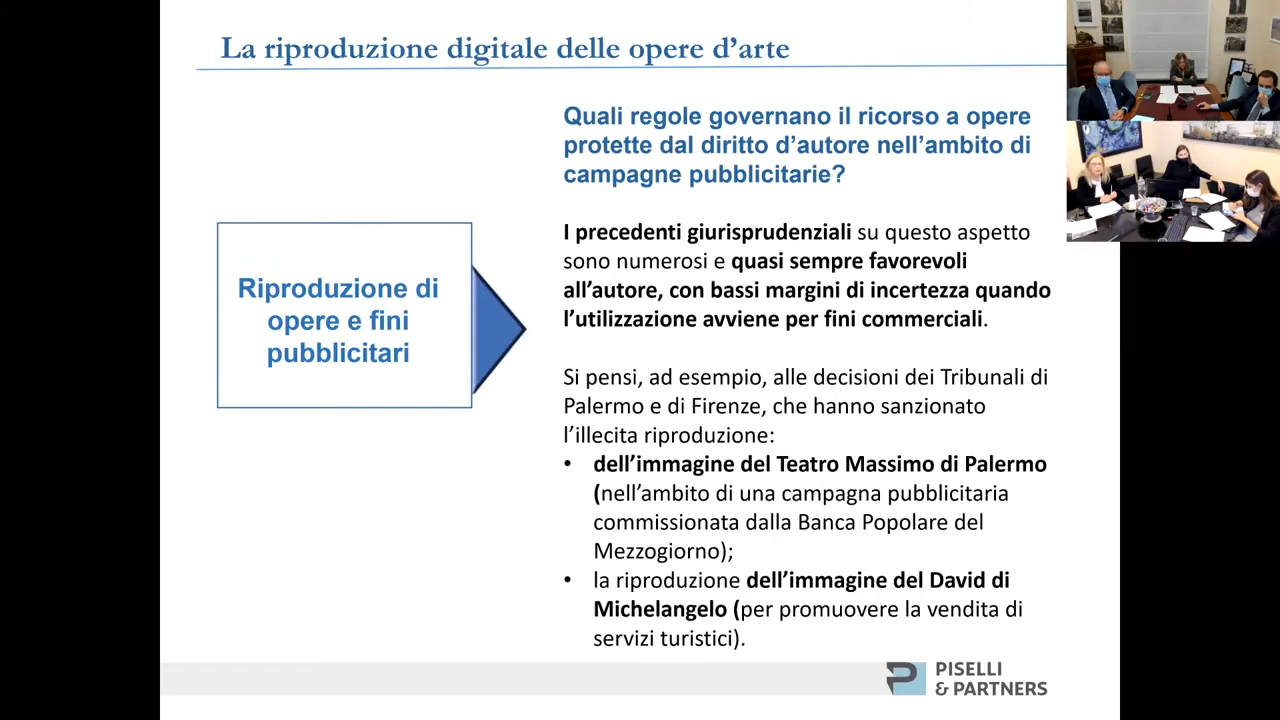 La riproduzione digitale delle opere d’arte
Quali regole governano il ricorso a opere
protette dal diritto d’autore nell’ambito di
campagne pubblicitarie?
Riproduzione di
opere e fini
pubblicitari
I precedenti giurisprudenziali su questo aspetto
sono numerosi e quasi sempre favorevoli
all’autore, con bassi margini di incertezza quando
l’utilizzazione avviene per fini commerciali.
Si pensi, ad esempio, alle decisioni dei Tribunali di
Palermo e di Firenze, che hanno sanzionato
l’illecita riproduzione:
• dell’immagine del Teatro Massimo di Palermo
(nell’ambito di una campagna pubblicitaria
commissionata dalla Banca Popolare del
Mezzogiorno);
• la riproduzione dell’immagine del David di
Michelangelo (per promuovere la vendita di
servizi turistici).
PISELLI
& PARTNERS